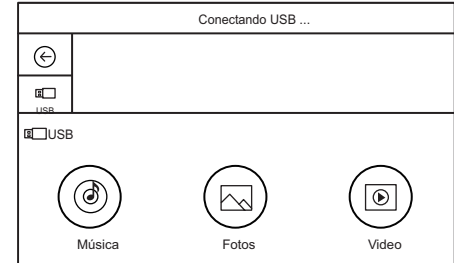 Conectando USB ...
USB
USB
Música
Fotos
Video